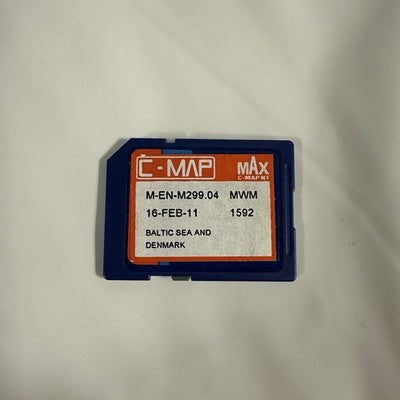 C-MAP MAX
C-MAP NT
M-EN-M299.04 MWM
16-FEB-11 1592
BALTIC SEA AND
DENMARK